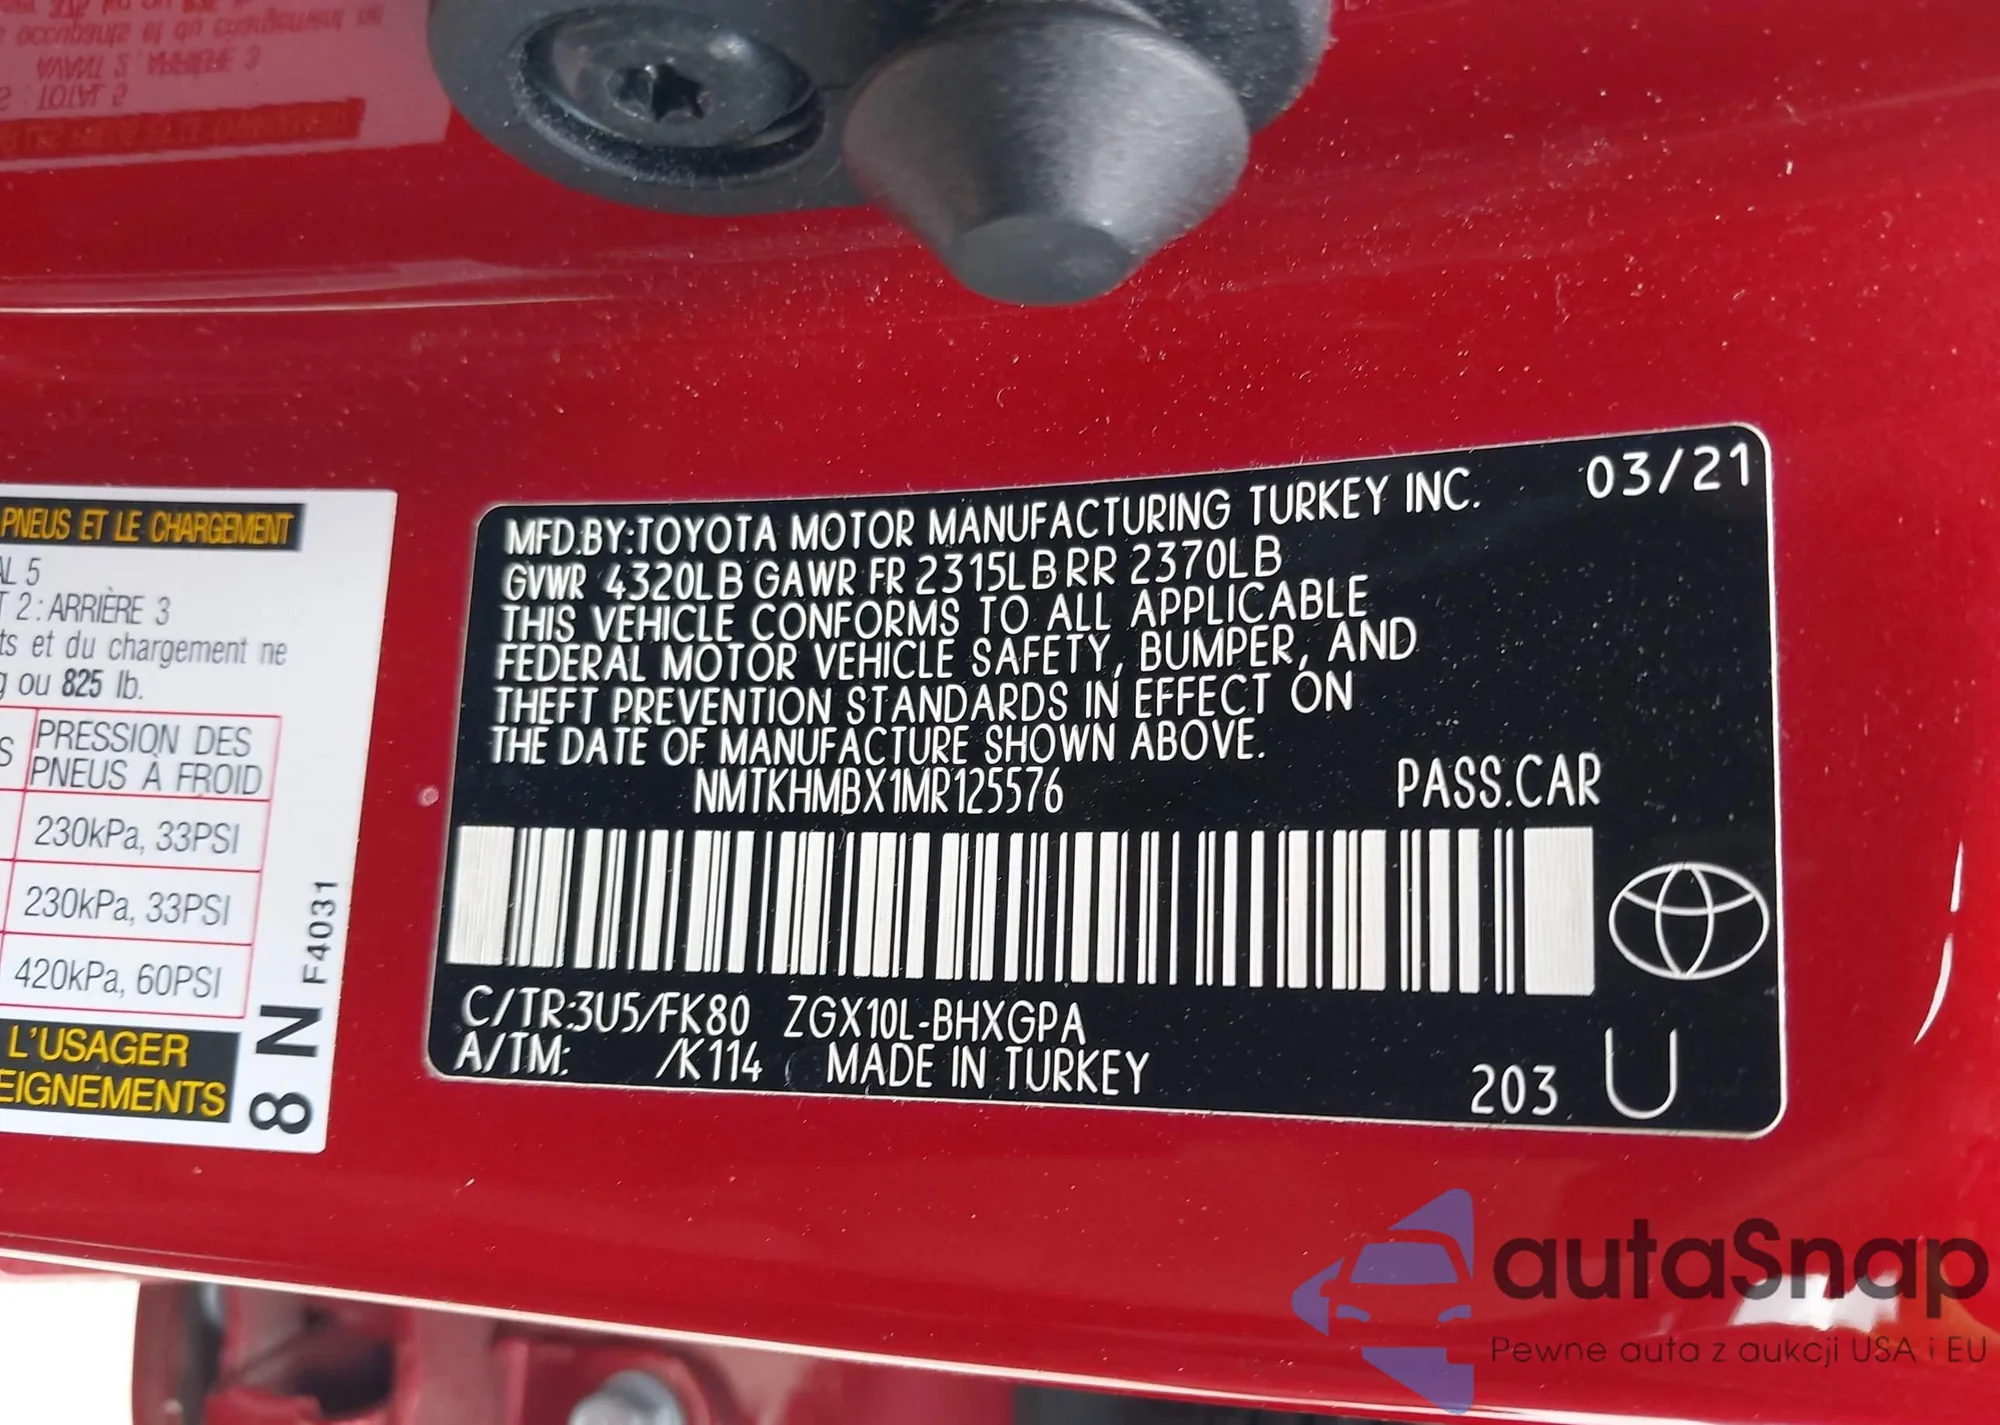 PNEUS ET LE CHARGEMENT
AL 5
T 2 : ARRIÈRE 3
ts et du chargement ne
g ou 825 lb.
S PRESSION DES
PNEUS À FROID
230kPa, 33PSI
230kPa, 33PSI
420kPa, 60PSI
L'USAGER
EIGNEMENTS
8 N F4031
03/21
MFD.BY:TOYOTA MOTOR MANUFACTURING TURKEY INC.
GVWR 4320LB GAWR FR 2315LB RR 2370LB
THIS VEHICLE CONFORMS TO ALL APPLICABLE
FEDERAL MOTOR VEHICLE SAFETY, BUMPER, AND
THEFT PREVENTION STANDARDS IN EFFECT ON
THE DATE OF MANUFACTURE SHOWN ABOVE.
NMTKHMBX1MR125576 PASS.CAR
C/TR:3U5/FK80 ZGX10L-BHXGPA
A/TM: /K114 MADE IN TURKEY
203 U
autaSnap
Pewne auta z aukcji USA i EU